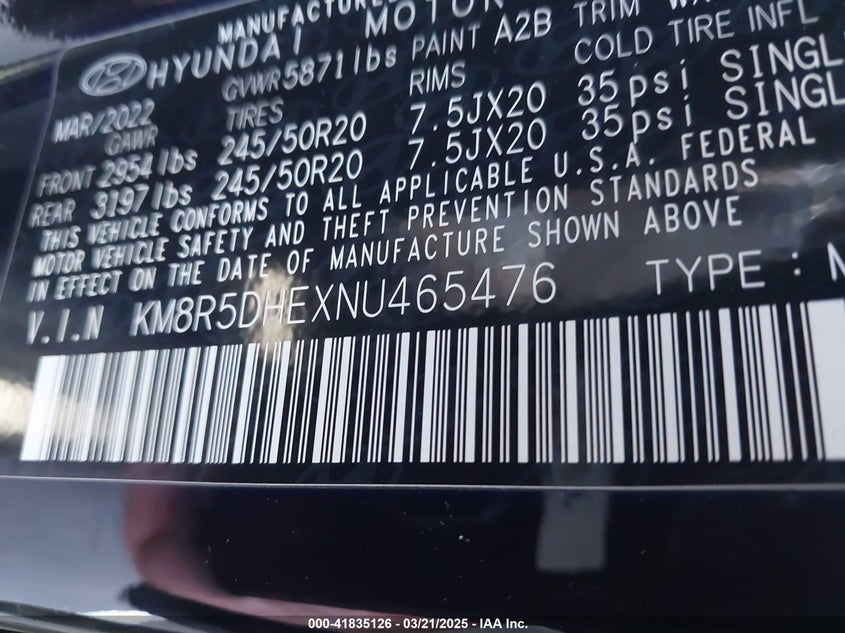 MANUFACTURED
HYUNDAI MOTOR
GVWR 5871lbs PAINT A2B TRIM
MAR/2022 TIRES RIMS COLD TIRE INFL
GAWR
FRONT 2954 lbs 245/50R20 7.5JX20 35 psi SINGL
REAR 3197 lbs 245/50R20 7.5JX20 35 psi SINGL
THIS VEHICLE CONFORMS TO ALL APPLICABLE U.S.A. FEDERAL
MOTOR VEHICLE SAFETY AND THEFT PREVENTION STANDARDS
IN EFFECT ON THE DATE OF MANUFACTURE SHOWN ABOVE
V.I.N KM8R5DHEXNU465476 TYPE : M
000-41835126 - 03/21/2025 - IAA Inc.